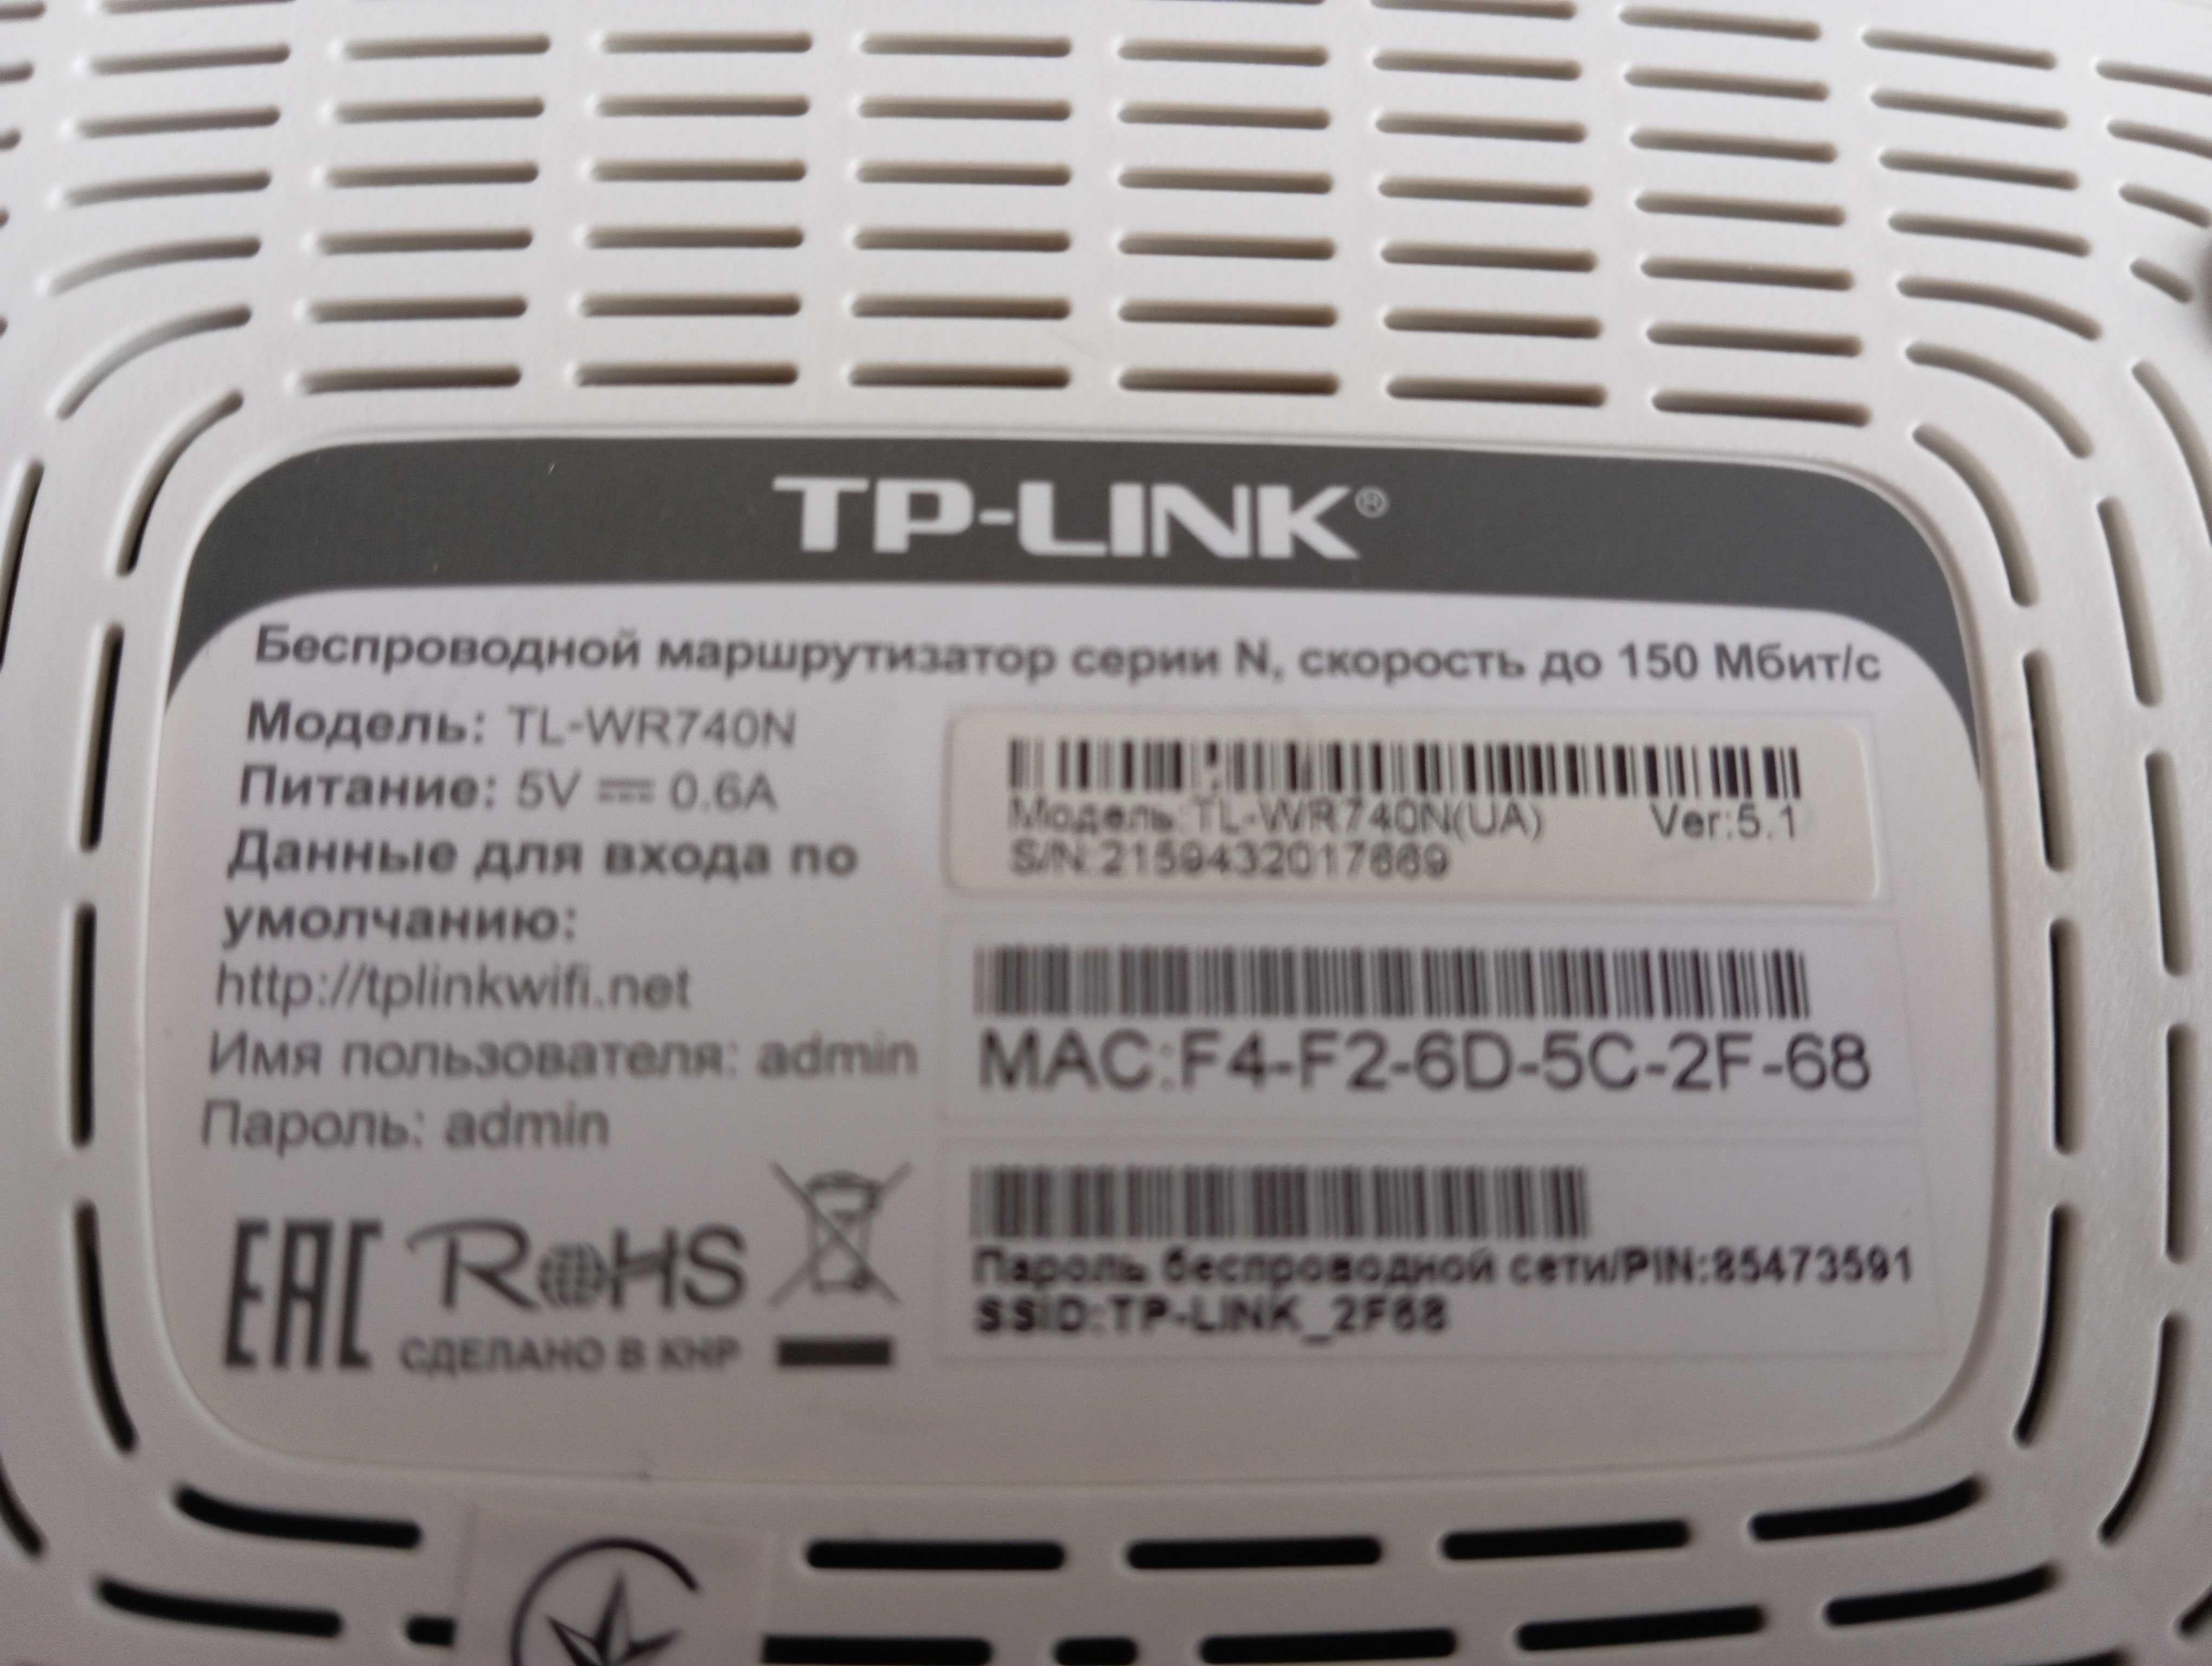 TP-LINK®
Беспроводной маршрутизатор серии N, скорость до 150 Мбит/с
Модель: TL-WR740N
Питание: 5V 0.6A
Данные для входа по
умолчанию:
http://tplinkwifi.net
Имя пользователя: admin
Пароль: admin
EAC RoHS
СДЕЛАНО В КНР
Модель:TL-WR740N(UA) Ver:5.1
S/N:2159432017669
MAC:F4-F2-6D-5C-2F-68
Пароль беспроводной сети/PIN:85473591
SSID:TP-LINK_2F68